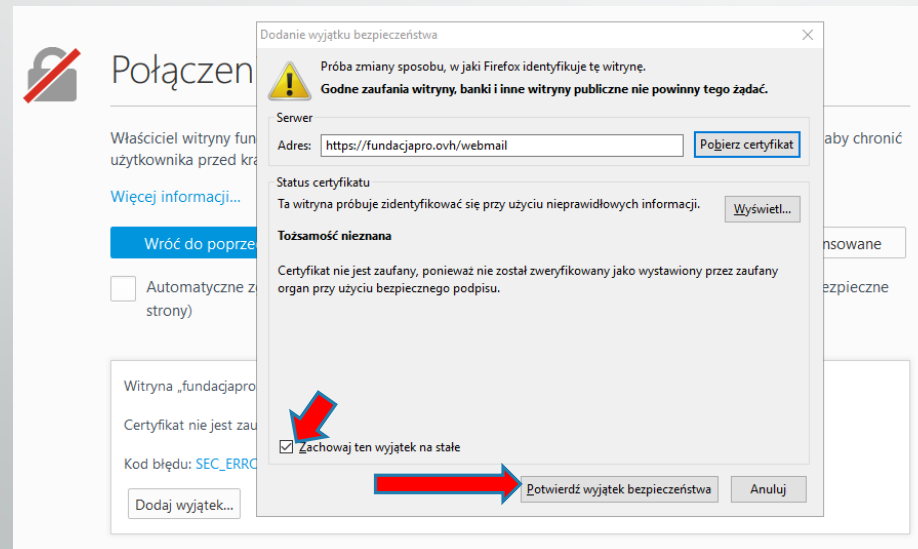 Dodanie wyjątku bezpieczeństwa
Połączen
Próba zmiany sposobu, w jaki Firefox identyfikuje tę witrynę.
Godne zaufania witryny, banki i inne witryny publiczne nie powinny tego żądać.
Serwer
Adres: https://fundacjapro.ovh/webmail Pobierz certyfikat
Właściciel witryny fun
aby chronić
użytkownika przed kra
Status certyfikatu
Ta witryna próbuje zidentyfikować się przy użyciu nieprawidłowych informacji. Wyświetl...
Więcej informacji...
Tożsamość nieznana
Wróć do poprze
nsowane
Certyfikat nie jest zaufany, ponieważ nie został zweryfikowany jako wystawiony przez zaufany
organ przy użyciu bezpiecznego podpisu.
Automatyczne z
ezpieczne
strony)
Witryna „fundacjapro
Certyfikat nie jest zau
Zachowaj ten wyjątek na stałe
Kod błędu: SEC_ERRO
Potwierdź wyjątek bezpieczeństwa Anuluj
Dodaj wyjątek...